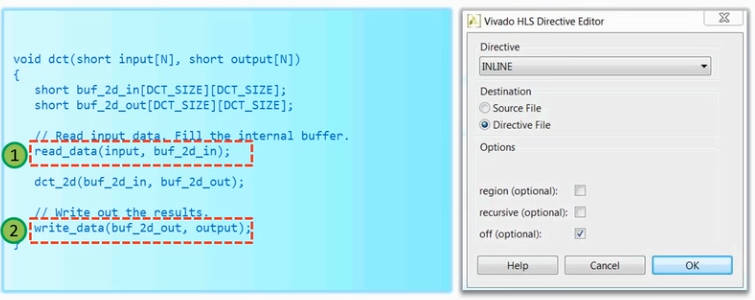 void dct(short input[N], short output[N])
{
short buf_2d_in[DCT_SIZE][DCT_SIZE];
short buf_2d_out[DCT_SIZE][DCT_SIZE];
// Read input data. Fill the internal buffer.
1 read_data(input, buf_2d_in);
dct_2d(buf_2d_in, buf_2d_out);
// Write out the results.
2 write_data(buf_2d_out, output);
}
Vivado HLS Directive Editor
Directive
INLINE
Destination
Source File
Directive File
Options
region (optional):
recursive (optional):
off (optional):
Help Cancel OK